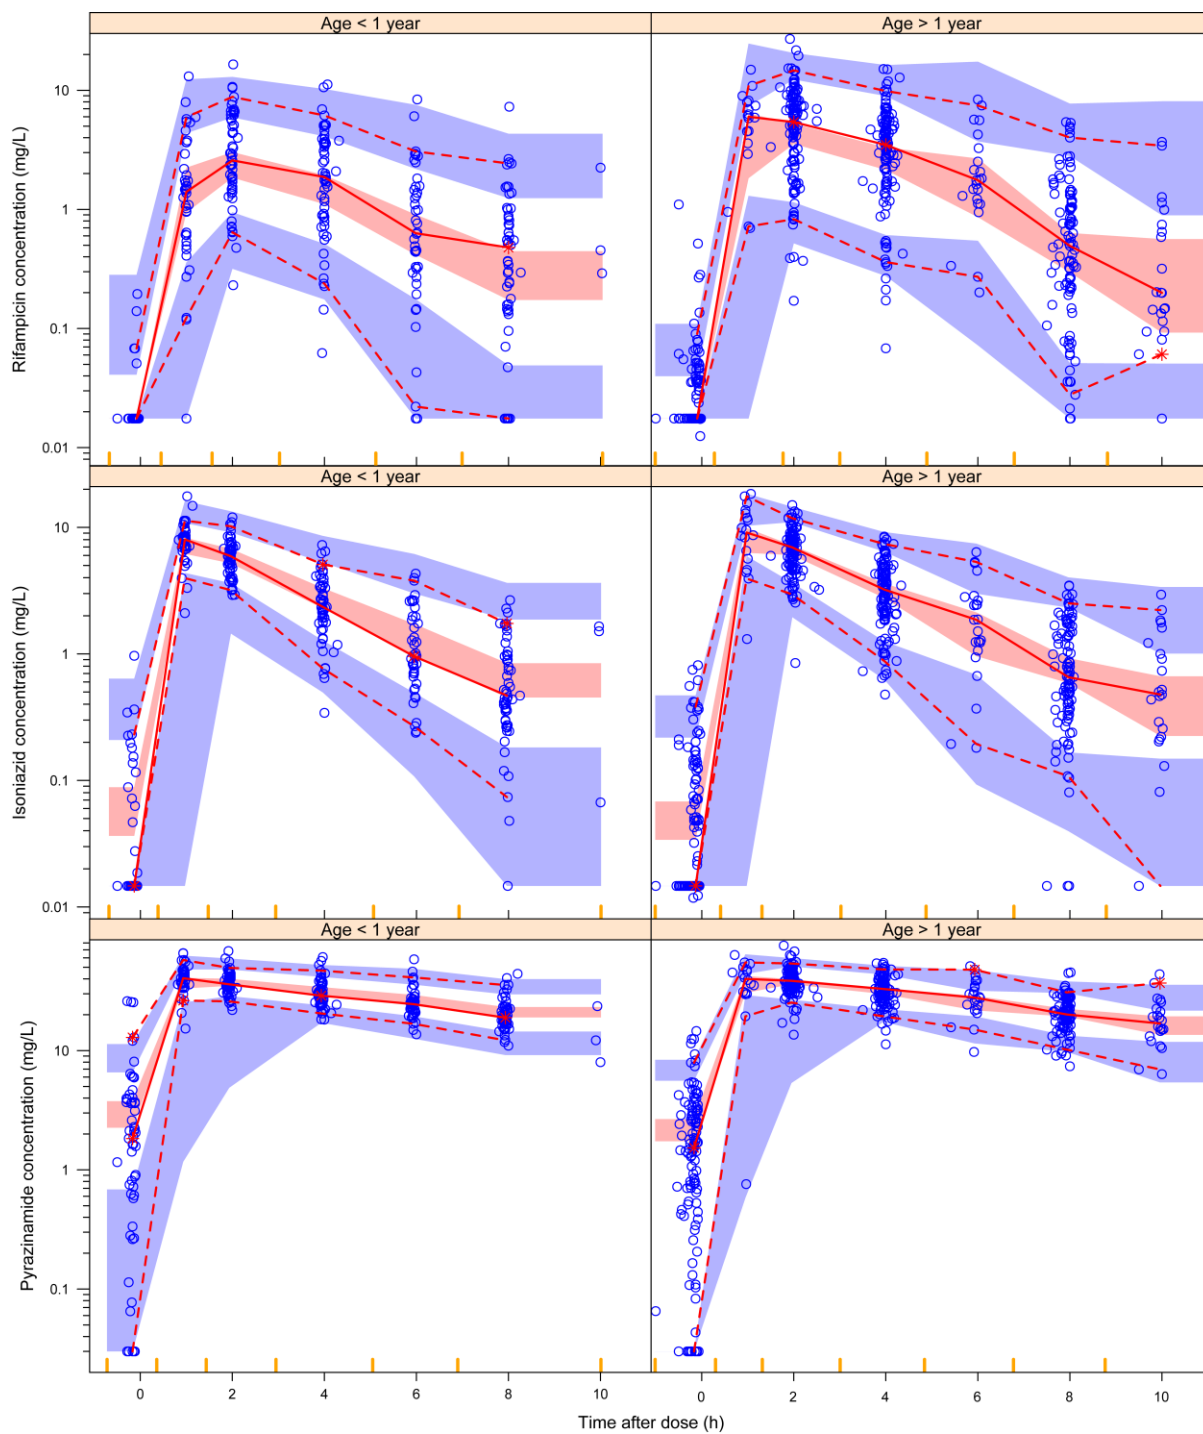 Age < 1 year Age > 1 year
Rifampicin concentration (mg/L)
10
1
0.1
0.01
Age < 1 year Age > 1 year
Isoniazid concentration (mg/L)
10
1
0.1
0.01
Age < 1 year Age > 1 year
Pyrazinamide concentration (mg/L)
10
1
0.1
0 2 4 6 8 10 0 2 4 6 8 10
Time after dose (h)